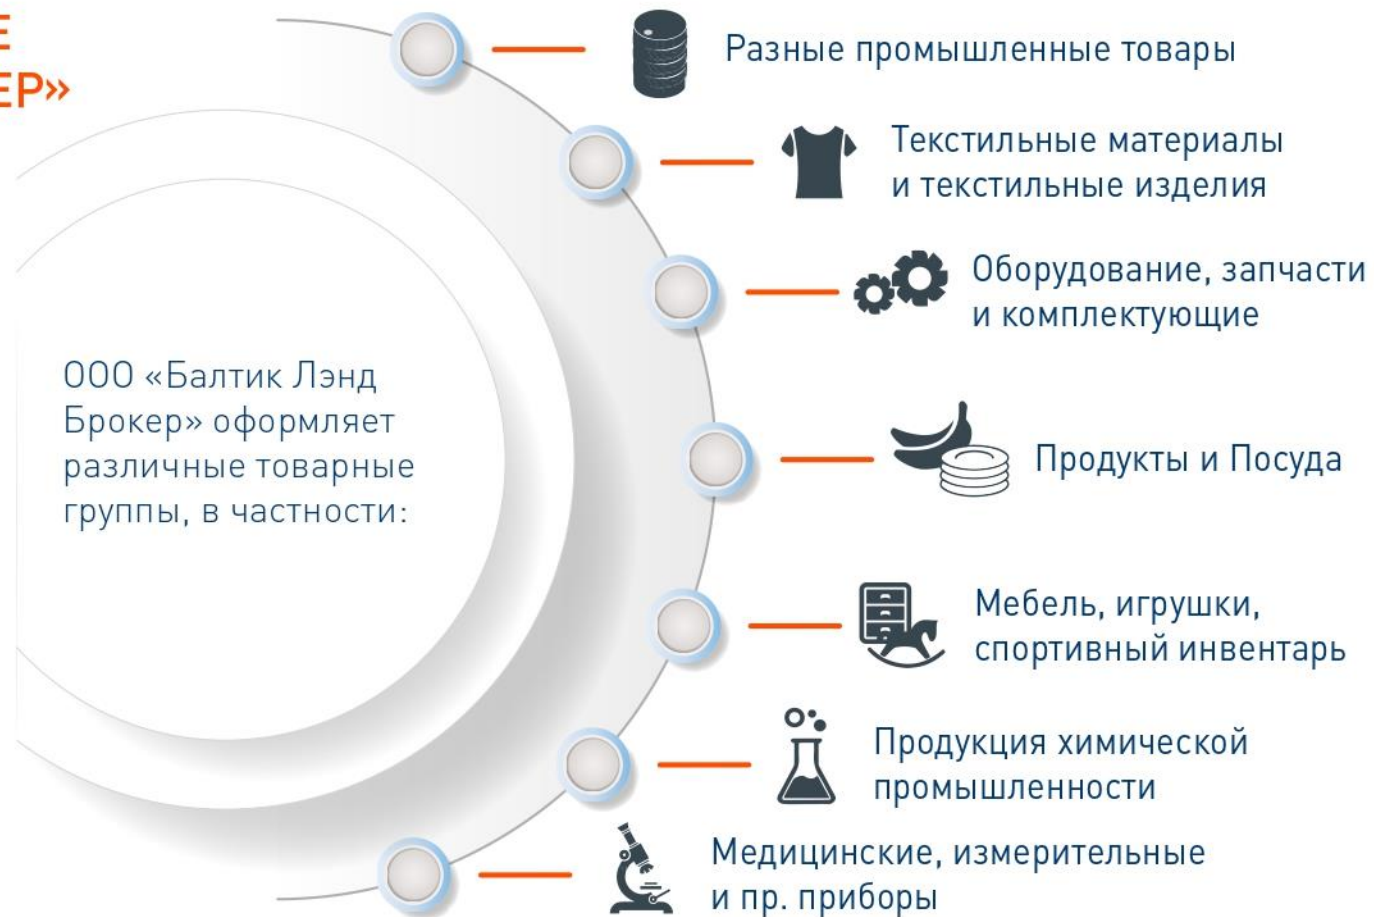 Е
ЕР»
Разные промышленные товары
Текстильные материалы
и текстильные изделия
Оборудование, запчасти
и комплектующие
ООО «Балтик Лэнд
Брокер» оформляет
различные товарные
группы, в частности:
Продукты и Посуда
Мебель, игрушки,
спортивный инвентарь
Продукция химической
промышленности
Медицинские, измерительные
и пр. приборы